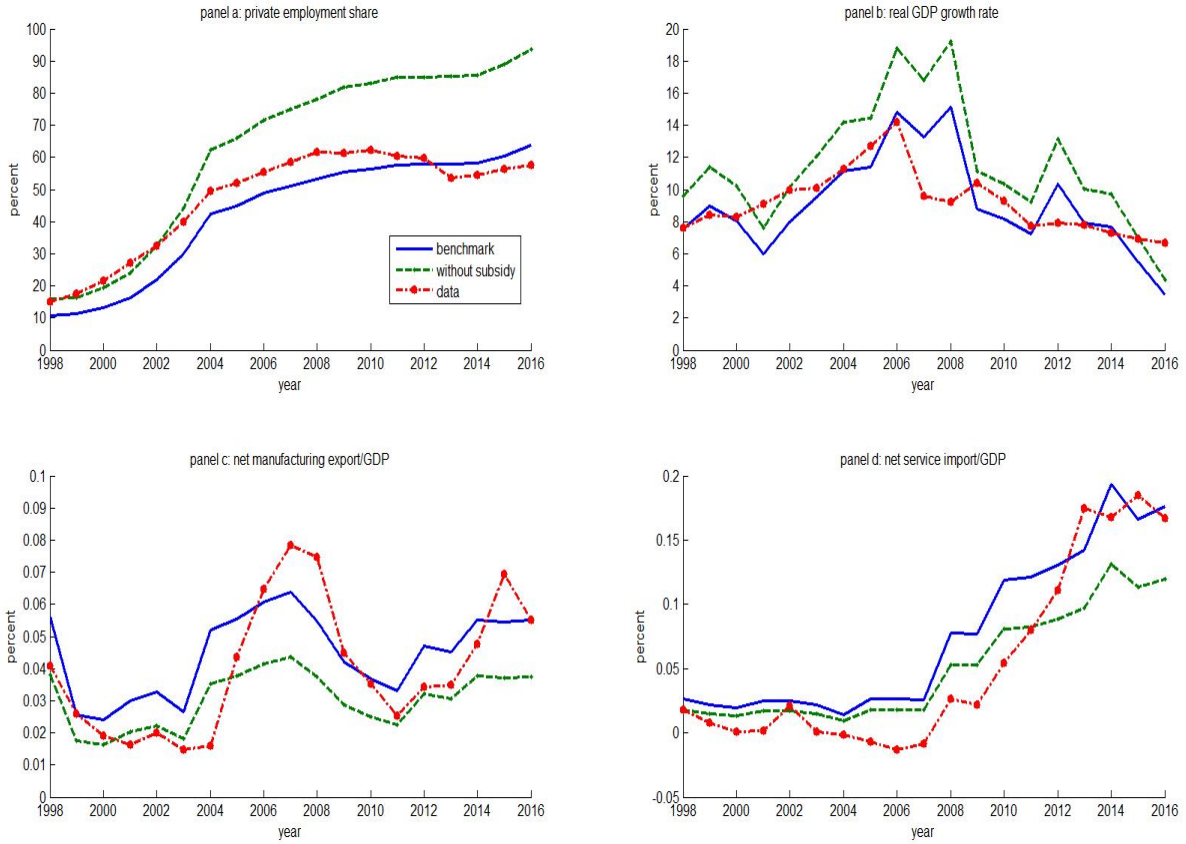 panel a: private employment share
100
90
80
70
60
50
40
30
20
10
0
percent
1998 2000 2002 2004 2006 2008 2010 2012 2014 2016
year
benchmark
without subsidy
data
panel b: real GDP growth rate
20
18
16
14
12
10
8
6
4
2
0
percent
1998 2000 2002 2004 2006 2008 2010 2012 2014 2016
year
panel c: net manufacturing export/GDP
0.1
0.09
0.08
0.07
0.06
0.05
0.04
0.03
0.02
0.01
0
percent
1998 2000 2002 2004 2006 2008 2010 2012 2014 2016
year
panel d: net service import/GDP
0.2
0.15
0.1
0.05
0
-0.05
percent
1998 2000 2002 2004 2006 2008 2010 2012 2014 2016
year